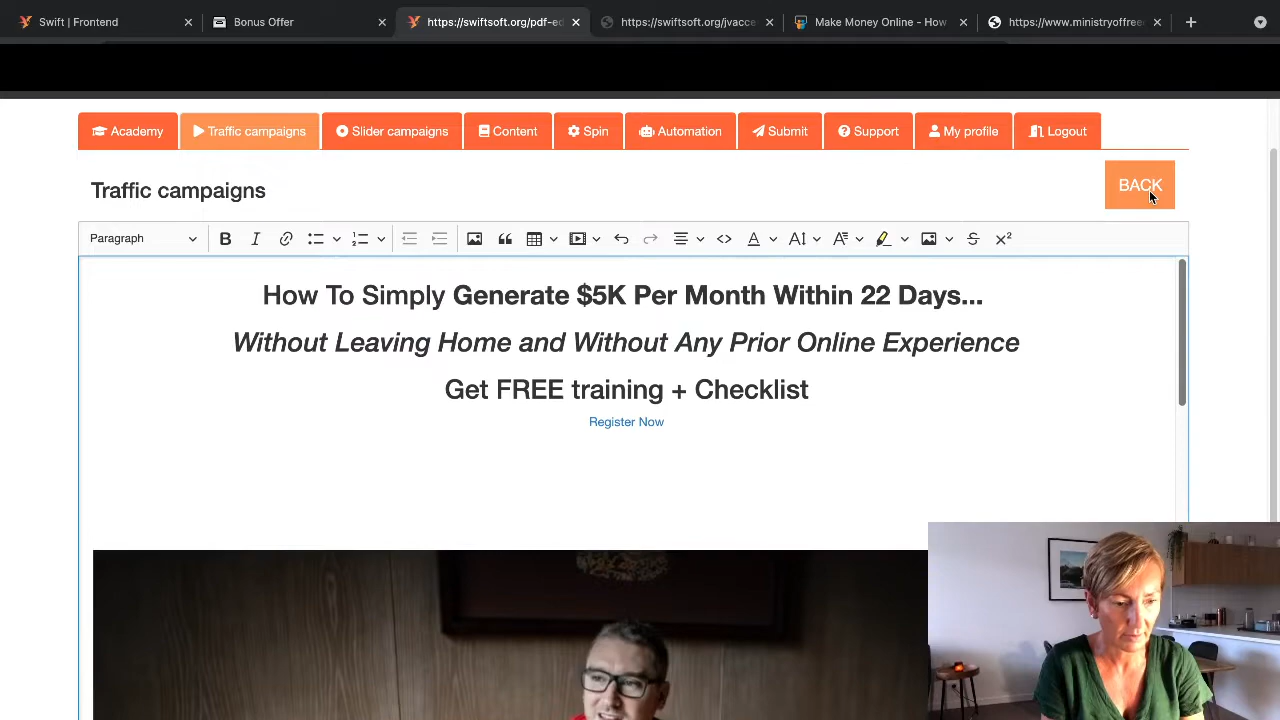 Swift | Frontend
Bonus Offer
https://swiftsoft.org/pdf-ed
https://swiftsoft.org/jvacce
Make Money Online - How
https://www.ministryoffree
Academy
Traffic campaigns
Slider campaigns
Content
Spin
Automation
Submit
Support
My profile
Logout
Traffic campaigns
BACK
Paragraph
How To Simply Generate $5K Per Month Within 22 Days...
Without Leaving Home and Without Any Prior Online Experience
Get FREE training + Checklist
Register Now